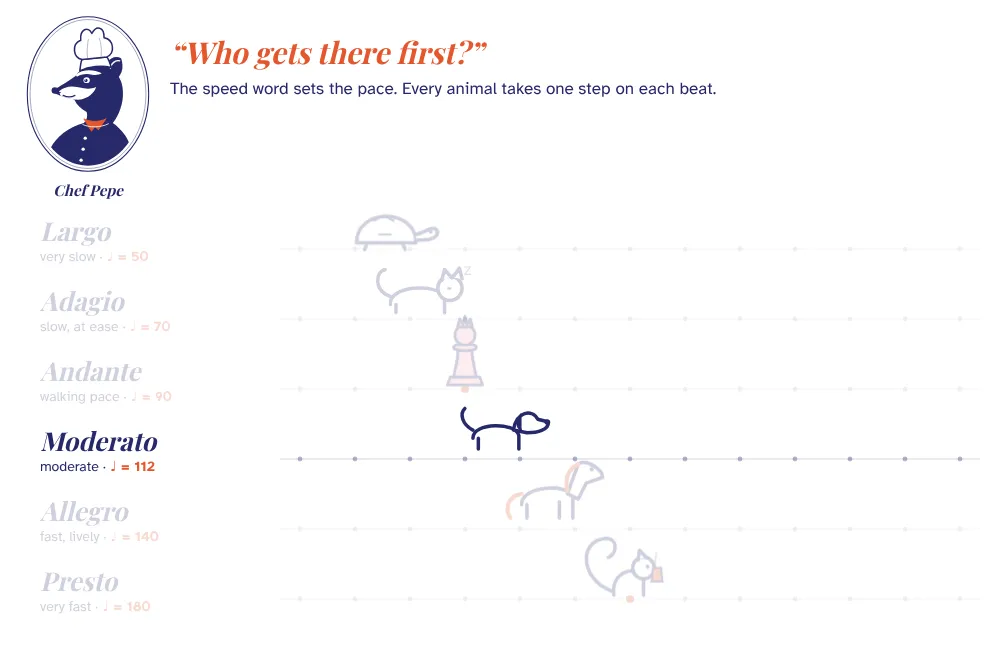 “Who gets there first?”
The speed word sets the pace. Every animal takes one step on each beat.
Chef Pepe
Largo
very slow · ♩ = 50
z
Adagio
slow, at ease · ♩ = 70
Andante
walking pace · ♩ = 90
Moderato
moderate · ♩ = 112
Allegro
fast, lively · ♩ = 140
Presto
very fast · ♩ = 180